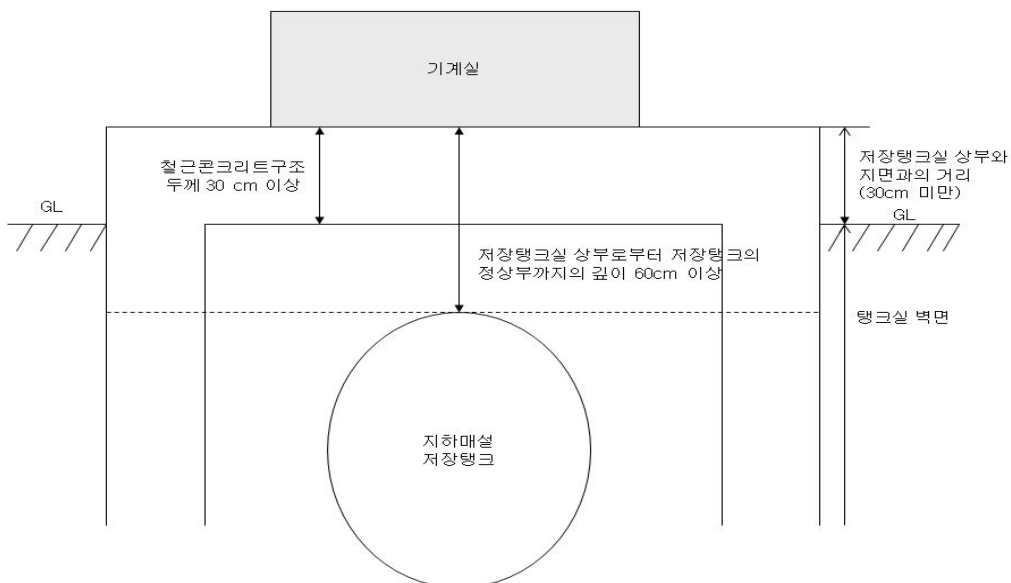 기계실
철근콘크리트구조
두께 30 cm 이상
저장탱크실 상부와
지면과의 거리
(30cm 미만)
GL
GL
저장탱크실 상부로부터 저장탱크의
정상부까지의 깊이 60cm 이상
탱크실 벽면
지하매설
저장탱크